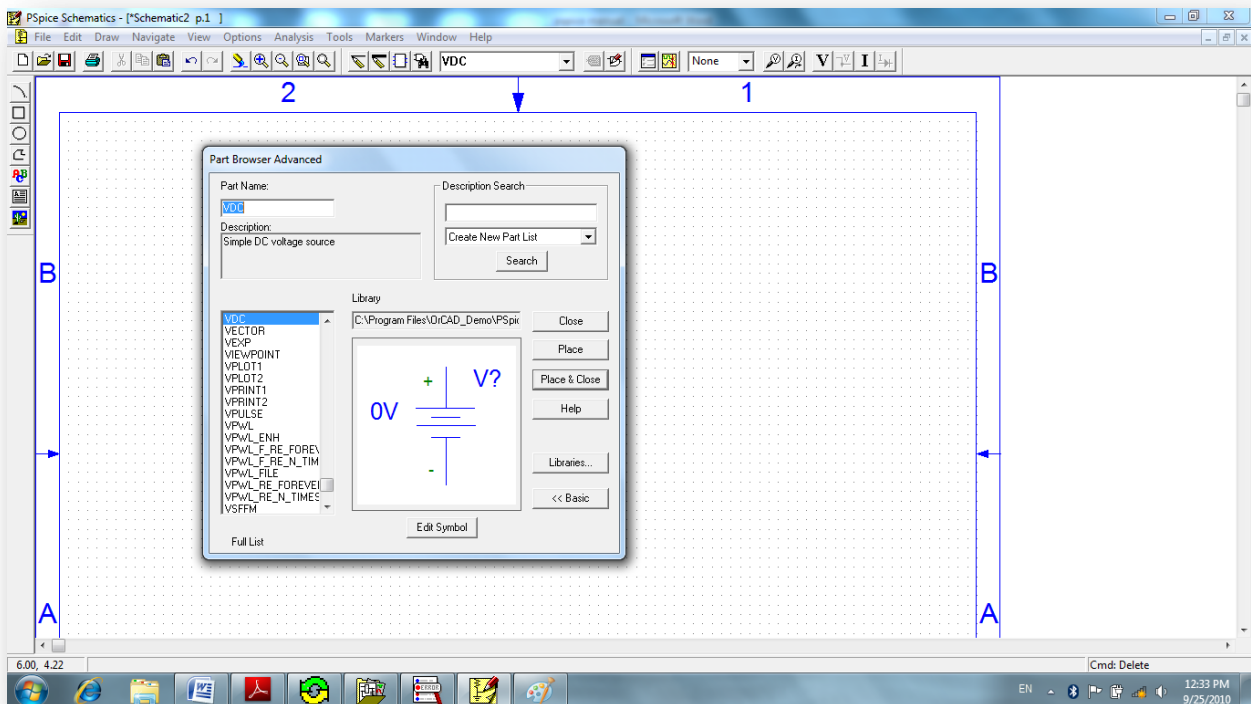 PSpice Schematics - [*Schematic2 p.1 ]
File Edit Draw Navigate View Options Analysis Tools Markers Window Help
VDC
None
V
V
I
2
1
Part Browser Advanced
Part Name:
VDC
Description:
Simple DC voltage source
Description Search
Create New Part List
Search
B
B
Library
C:\Program Files\OrCAD_Demo\PSpic
VDC
VECTOR
VEXP
VIEWPOINT
VPLOT1
VPLOT2
VPRINT1
VPRINT2
VPULSE
VPWL
VPWL_ENH
VPWL_F_RE_FOREV
VPWL_F_RE_N_TIM
VPWL_FILE
VPWL_RE_FOREVE
VPWL_RE_N_TIMES
VSFFM
Full List
+
V?
0V
-
Edit Symbol
Close
Place
Place & Close
Help
Libraries...
<< Basic
A
A
6.00, 4.22
Cmd: Delete
EN
12:33 PM
9/25/2010